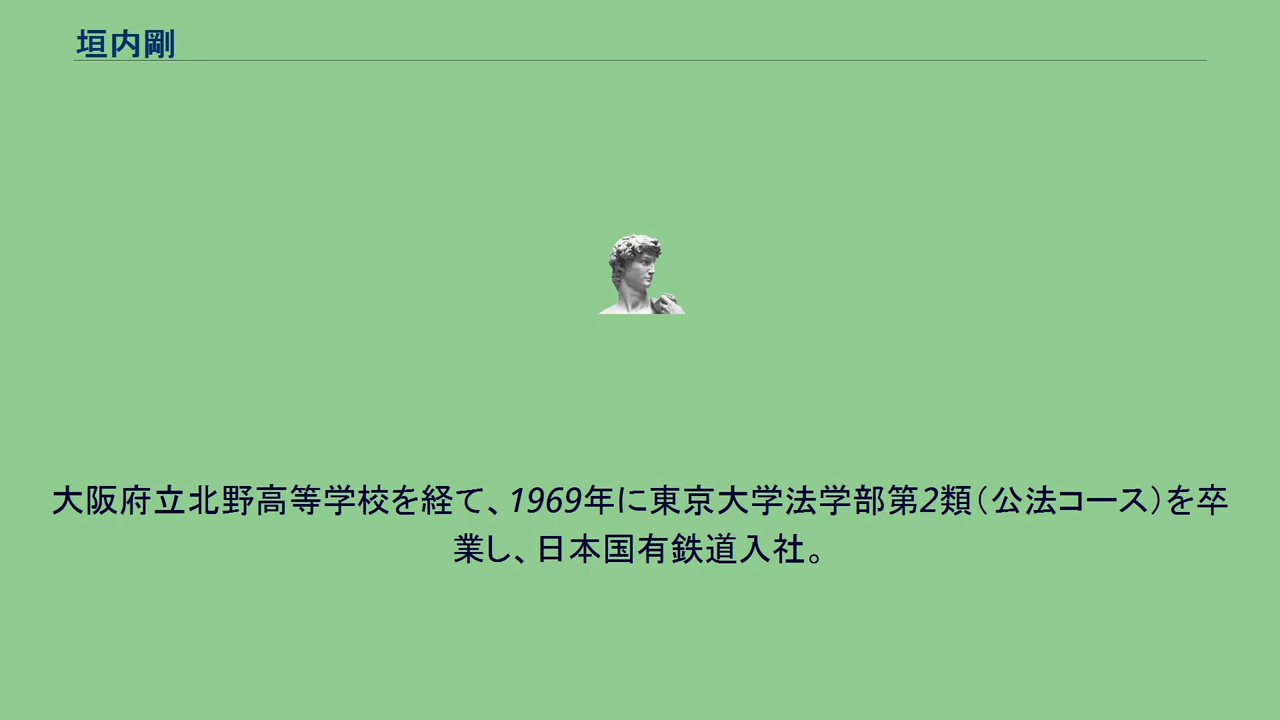 垣内剛
大阪府立北野高等学校を経て、1969年に東京大学法学部第2類（公法コース）を卒
業し、日本国有鉄道入社。